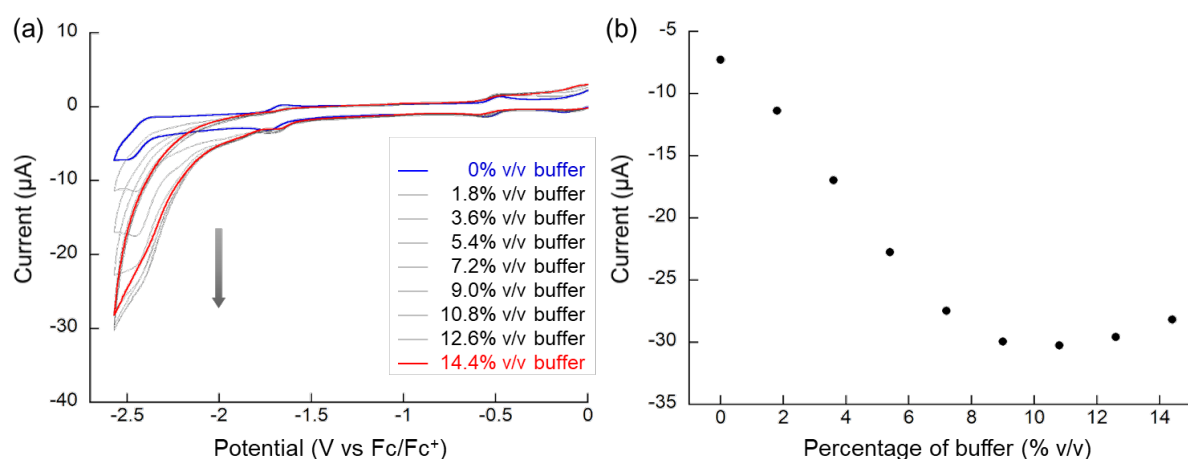 (a)
10
0
-10
-20
-30
-40
Current (µA)
-2.5
-2
-1.5
-1
-0.5
0
Potential (V vs Fc/Fc⁺)
0% v/v buffer
1.8% v/v buffer
3.6% v/v buffer
5.4% v/v buffer
7.2% v/v buffer
9.0% v/v buffer
10.8% v/v buffer
12.6% v/v buffer
14.4% v/v buffer
(b)
-5
-10
-15
-20
-25
-30
-35
Current (µA)
0
2
4
6
8
10
12
14
Percentage of buffer (% v/v)